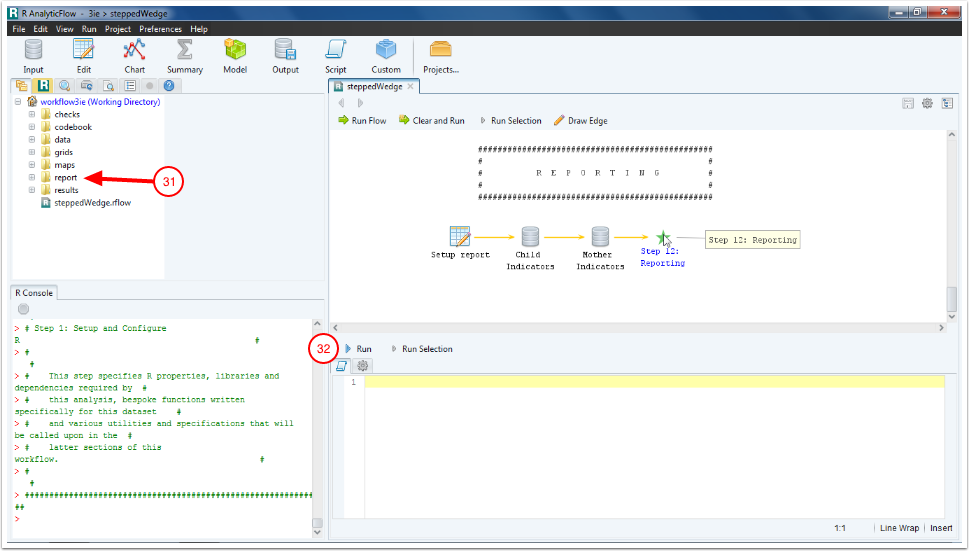 R AnalyticFlow - 3ie > steppedWedge
File Edit View Run Project Preferences Help
Input Edit Chart Summary Model Output Script Custom Projects...
workflow3ie (Working Directory)
checks
codebook
data
grids
maps
report
results
steppedWedge.rflow
31
R Console
> # Step 1: Setup and Configure
R #
> #
#
> # This step specifies R properties, libraries and
dependencies required by #
> # this analysis, bespoke functions written
specifically for this dataset #
> # and various utilities and specifications that will
be called upon in the #
> # latter sections of this
workflow. #
> #
#
> ##########################################################
##
>
steppedWedge
Run Flow Clear and Run Run Selection Draw Edge
################################################
# #
# R E P O R T I N G #
# #
################################################
Setup report
Child
Indicators
Mother
Indicators
Step 12:
Reporting
Step 12: Reporting
32
Run Run Selection
1
1:1 Line Wrap Insert